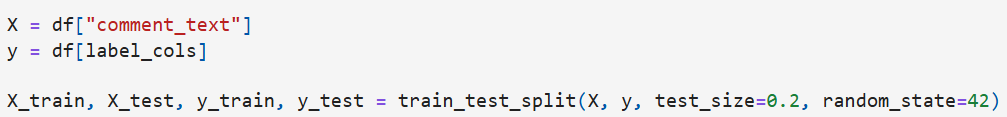 X = df["comment_text"]
y = df[label_cols]
X_train, X_test, y_train, y_test = train_test_split(X, y, test_size=0.2, random_state=42)